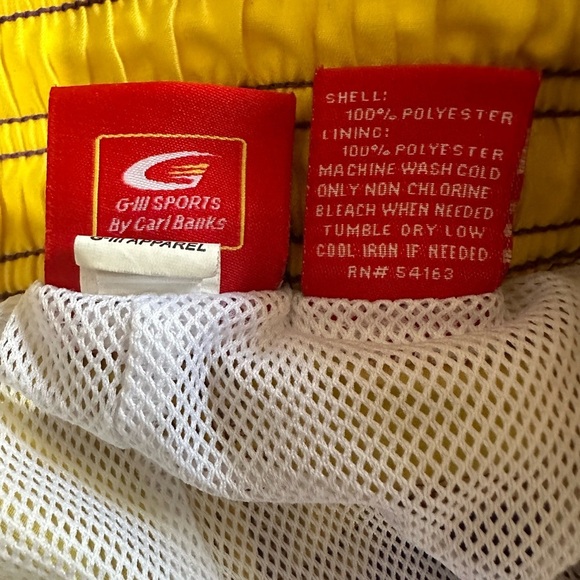 G-III SPORTS
By Carl Banks
G-III APPAREL
SHELL:
100% POLYESTER
LINING:
100% POLYESTER
MACHINE WASH COLD
ONLY NON CHLORINE
BLEACH WHEN NEEDED
TUMBLE DRY LOW
COOL IRON IF NEEDED
RN# 54163